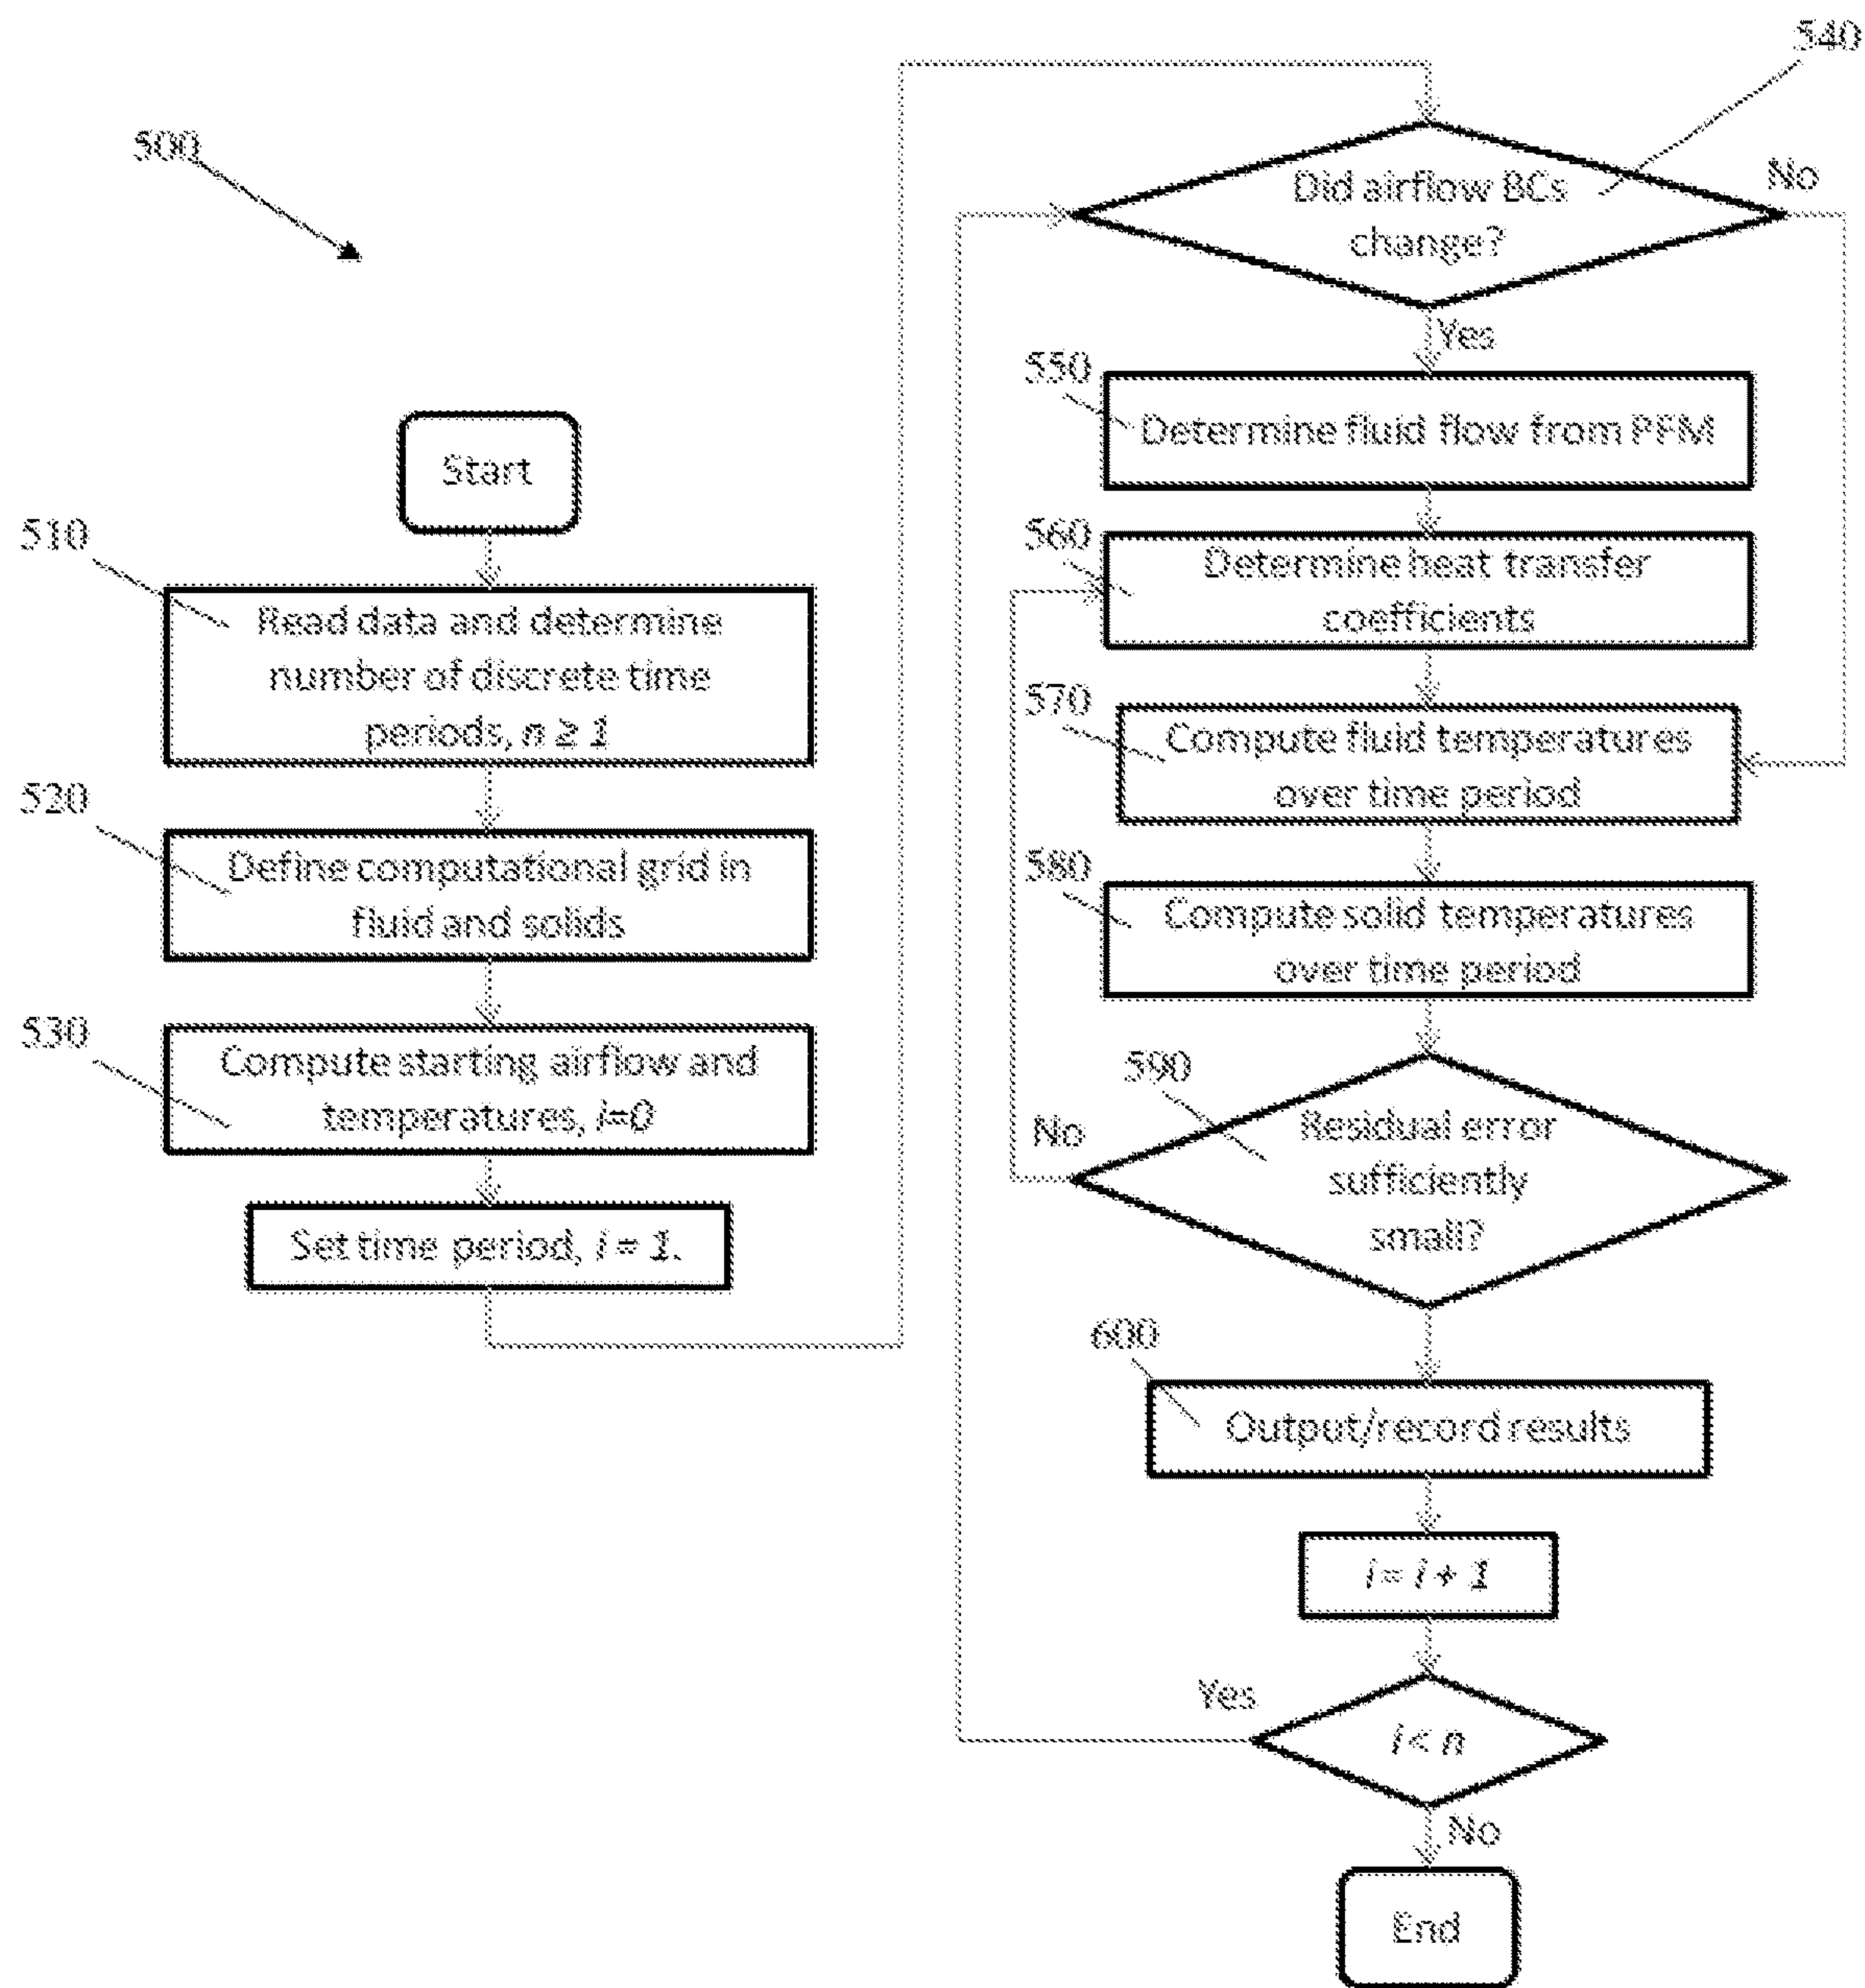 500
Start
510
Read data and determine
number of discrete time
periods, n ≥ 1
520
Define computational grid in
fluid and solids
530
Compute starting airflow and
temperatures, i=0
Set time period, i = 1.
540
Did airflow BCs
change?
No
Yes
550
Determine fluid flow from PFM
560
Determine heat transfer
coefficients
570
Compute fluid temperatures
over time period
580
Compute solid temperatures
over time period
590
Residual error
sufficiently
small?
No
600
Output/record results
i = i + 1
Yes
i < n
No
End